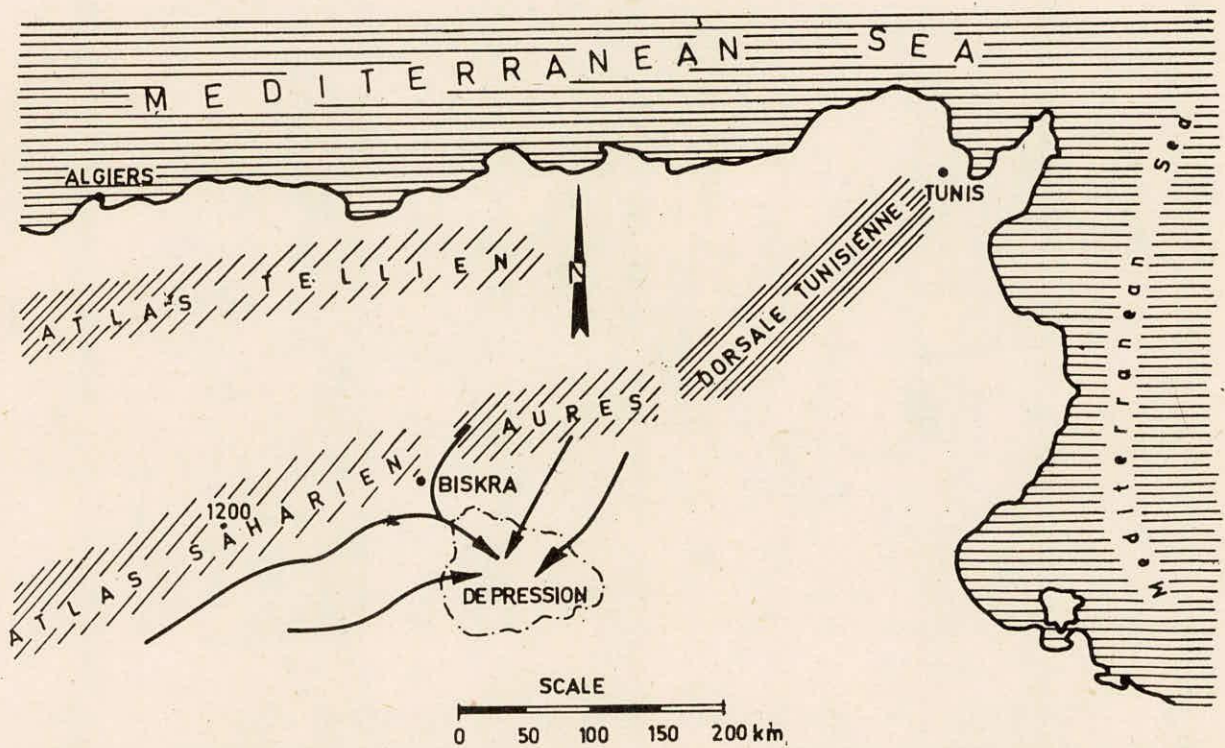 MEDITERRANEAN SEA
Mediterranean Sea
ALGIERS
TUNIS
ATLAS TELLIEN
N
DORSALE TUNISIENNE
AURES
BISKRA
1200
ATLAS SAHARIEN
DEPRESSION
SCALE
0 50 100 150 200 km